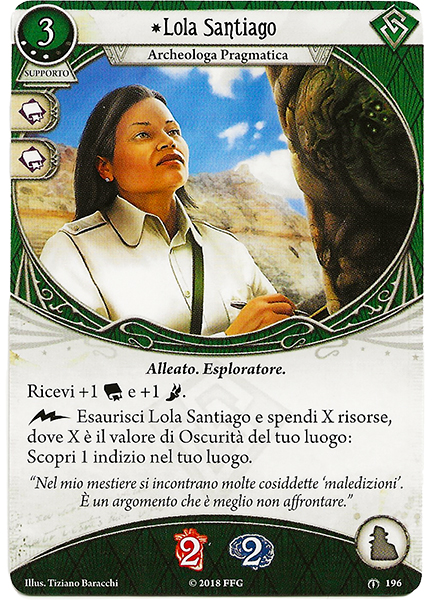 3
*Lola Santiago
SUPPORTO
Archeologa Pragmatica
Alleato. Esploratore.
Ricevi +1 e +1 .
Esaurisci Lola Santiago e spendi X risorse,
dove X è il valore di Oscurità del tuo luogo:
Scopri 1 indizio nel tuo luogo.
“Nel mio mestiere si incontrano molte cosiddette ‘maledizioni’.
È un argomento che è meglio non affrontare.”
2 2
Illus. Tiziano Baracchi © 2018 FFG 196